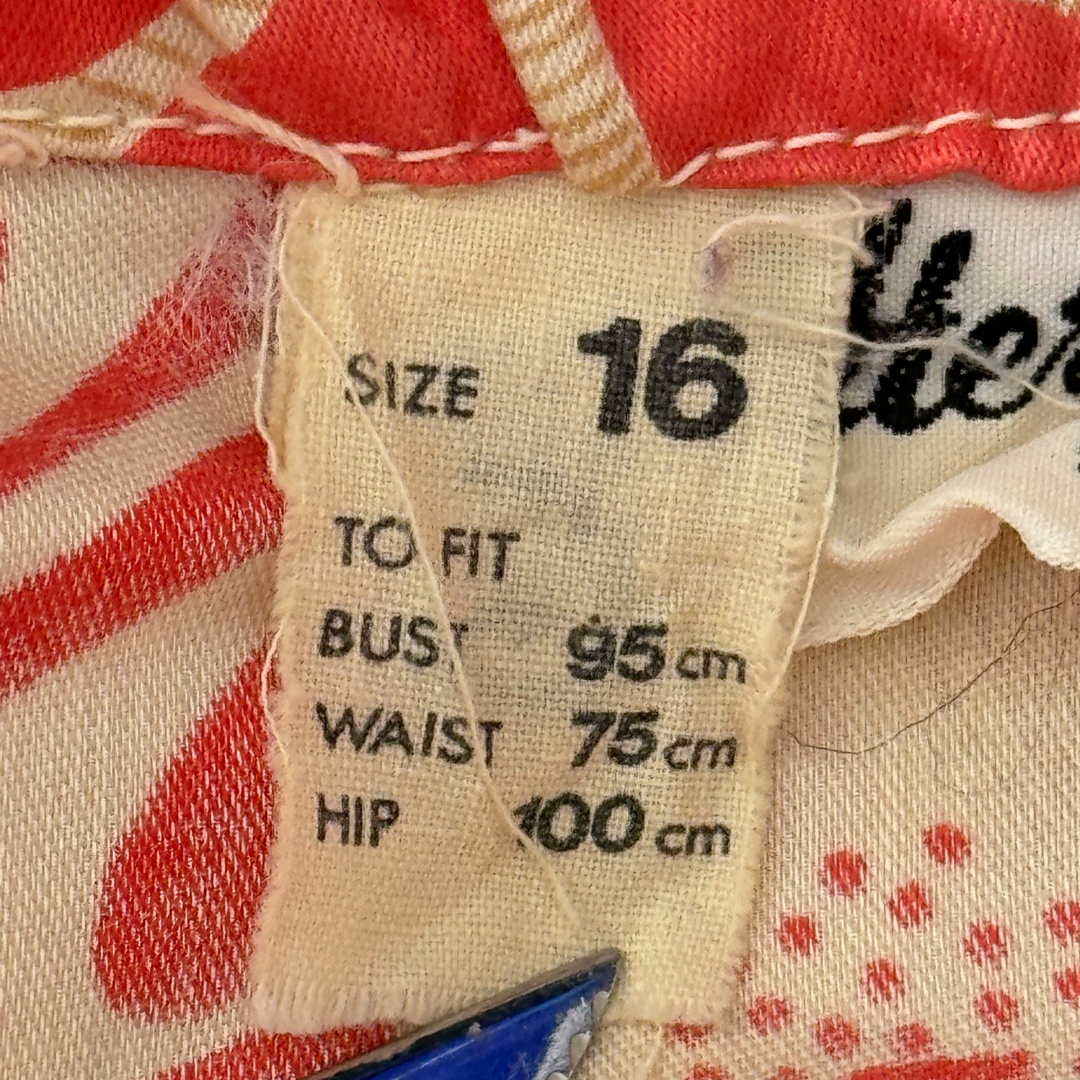 SIZE 16
TO FIT
BUST 95 cm
WAIST 75 cm
HIP 100 cm